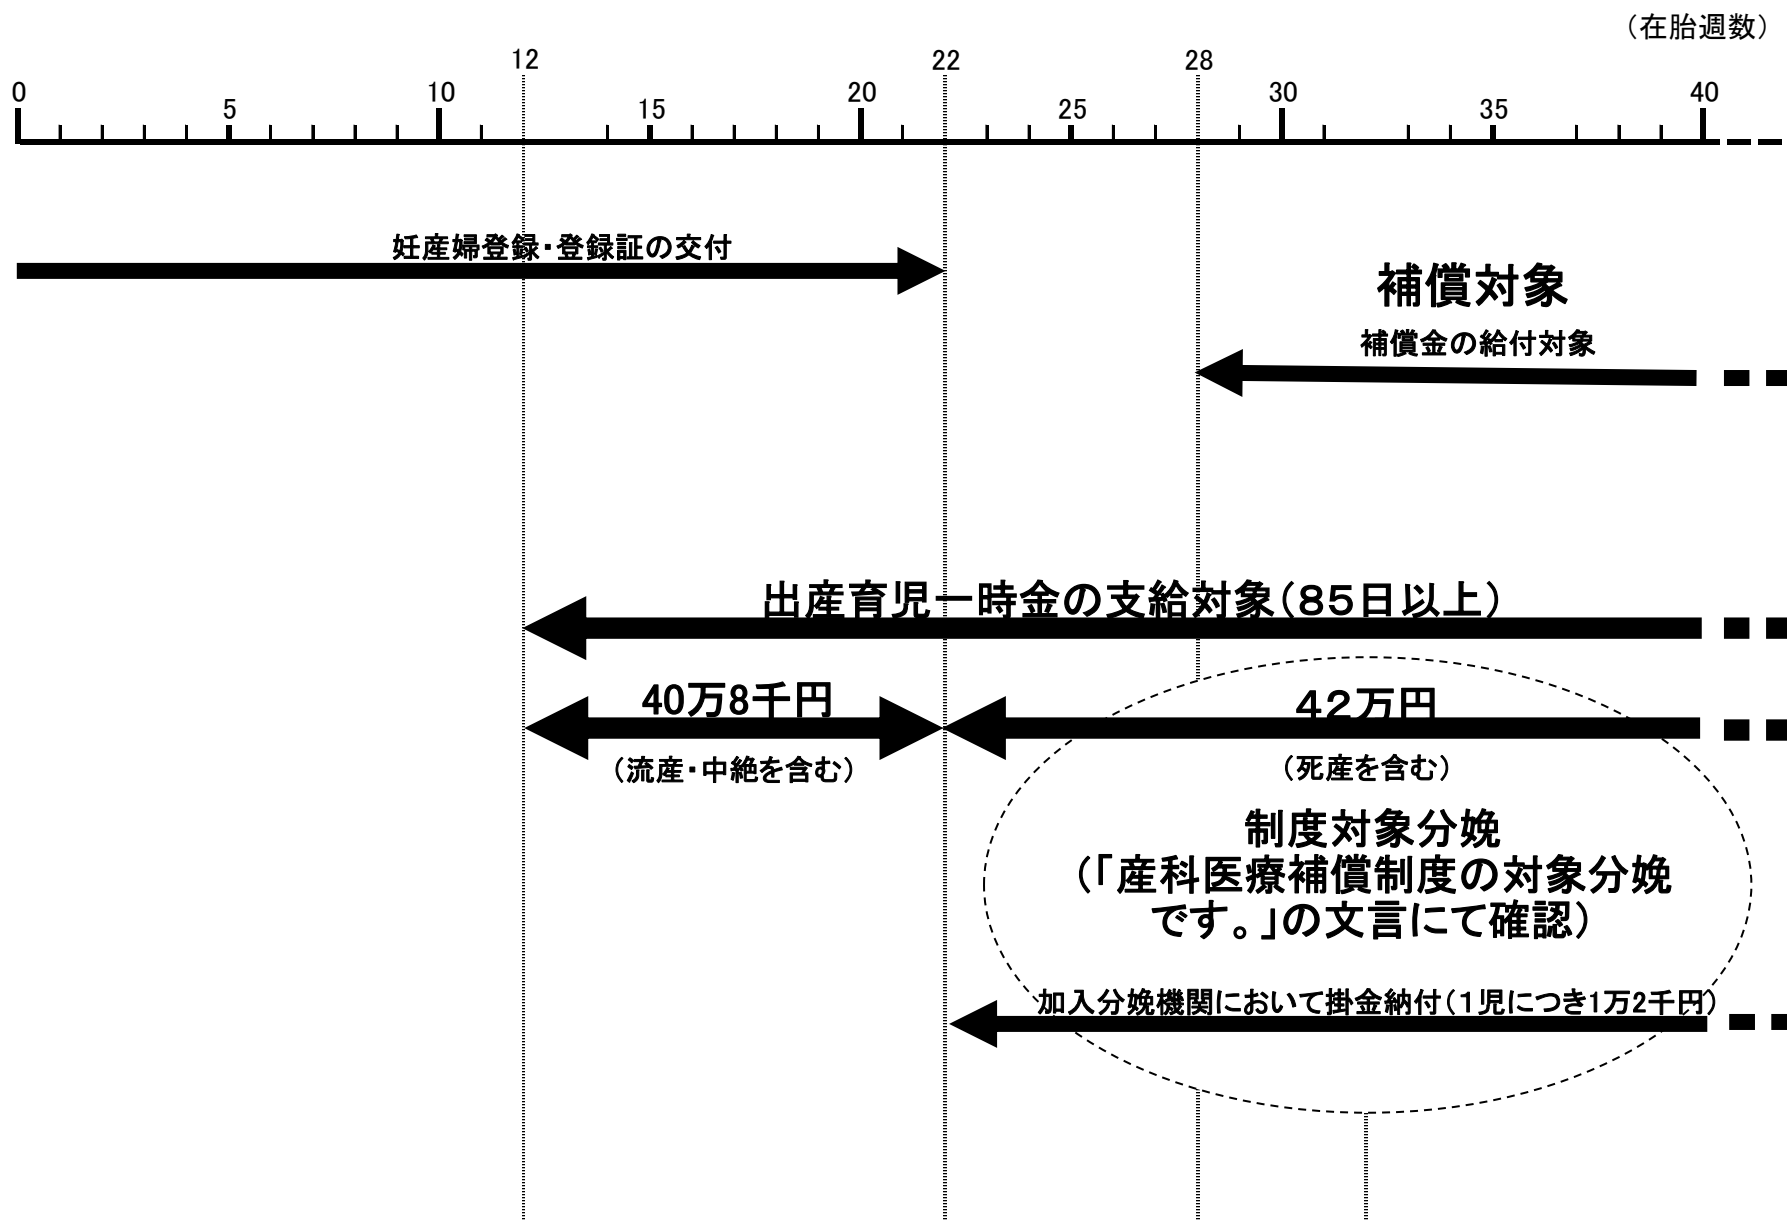 （在胎週数）
12
22
28
0
5
10
15
20
25
30
35
40
妊産婦登録・登録証の交付
補償対象
補償金の給付対象
出産育児一時金の支給対象（８５日以上）
40万8千円
４２万円
（流産・中絶を含む）
（死産を含む）
制度対象分娩
（「産科医療補償制度の対象分娩
です。」の文言にて確認）
加入分娩機関において掛金納付（１児につき1万2千円）